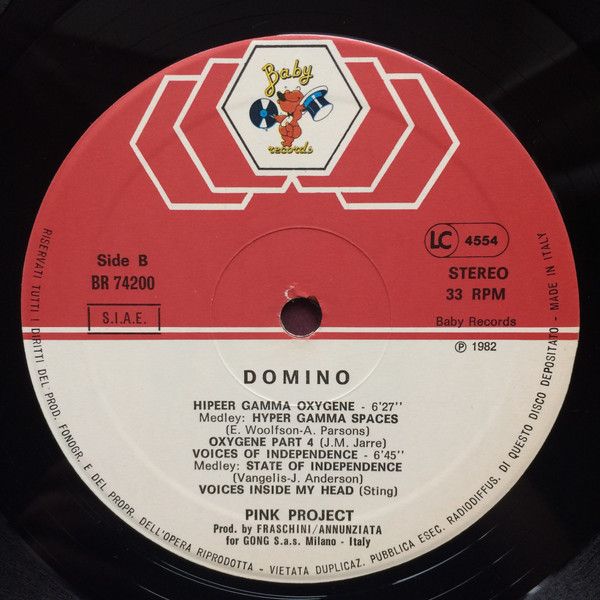 Baby
records
Side B
BR 74200
S.I.A.E.
LC 4554
STEREO
33 RPM
Baby Records
℗ 1982
DOMINO
HIPEER GAMMA OXYGENE - 6'27''
Medley: HYPER GAMMA SPACES
(E. Woolfson-A. Parsons)
OXYGENE PART 4 (J.M. Jarre)
VOICES OF INDEPENDENCE - 6'45''
Medley: STATE OF INDEPENDENCE
(Vangelis-J. Anderson)
VOICES INSIDE MY HEAD (Sting)
PINK PROJECT
Prod. by FRASCHINI/ANNUNZIATA
for GONG S.a.s. Milano - Italy
RISERVATI TUTTI I DIRITTI DEL PROD. FONOGR. E DEL PROPR. DELL'OPERA RIPRODOTTA - VIETATA DUPLICAZ. PUBBLICA ESEC. RADIODIFFUS. DI QUESTO DISCO DEPOSITATO - MADE IN ITALY